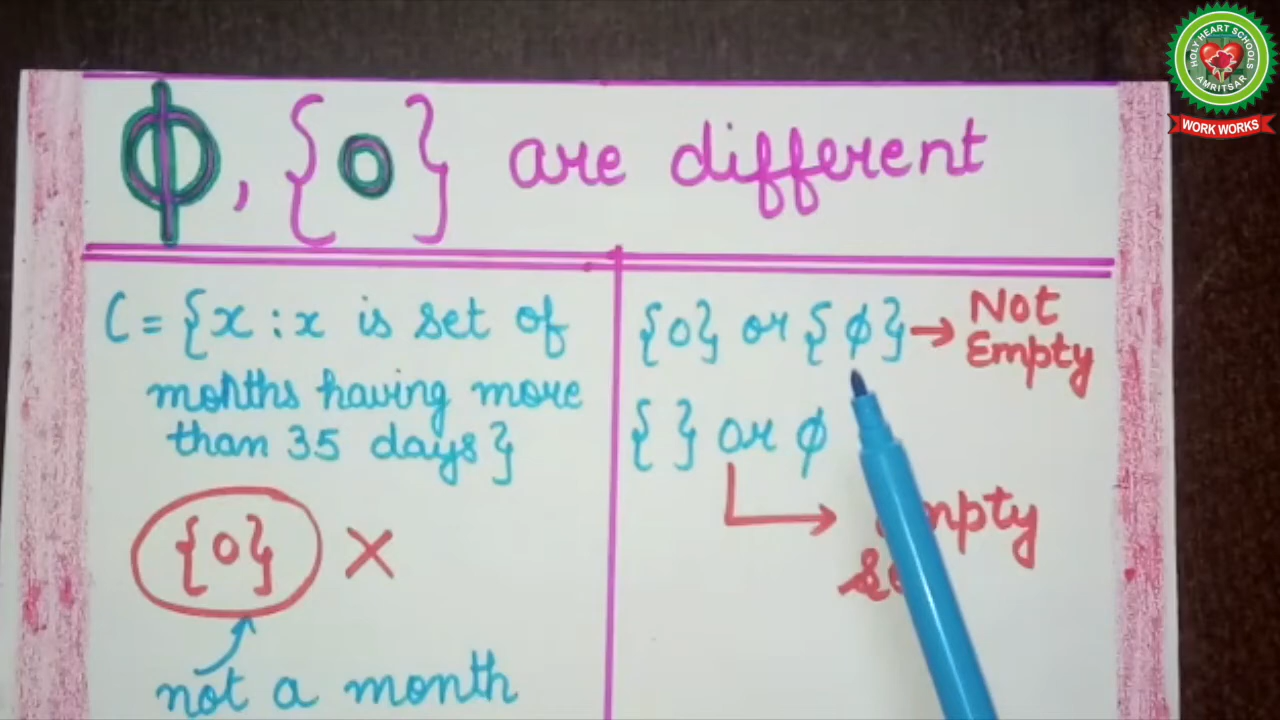 Φ, {0} are different
C = {x : x is set of
months having more
than 35 days}
{0} ×
not a month
{0} or {ϕ} → Not
Empty
{ } or ϕ
HOLY HEART SCHOOLS
AMRITSAR
WORK WORKS